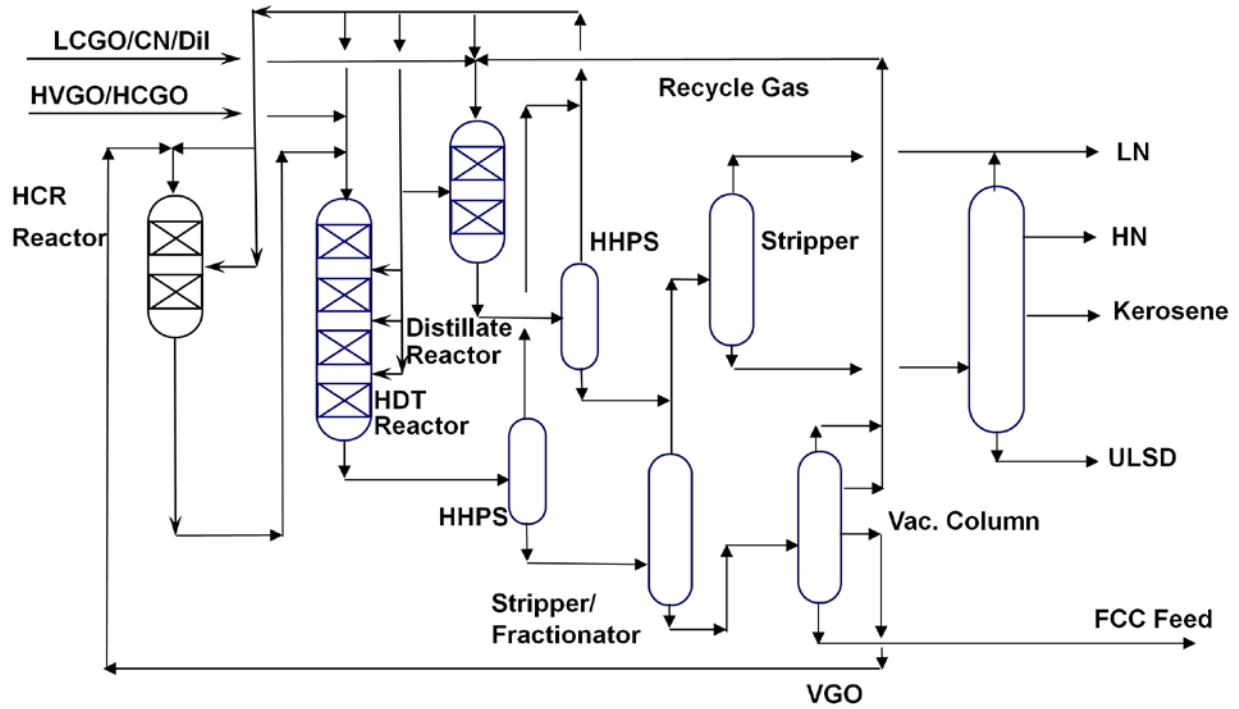 LCGO/CN/Dil
HVGO/HCGO
Recycle Gas
LN
HCR
Reactor
HHPS
Stripper
HN
Kerosene
Distillate
Reactor
HDT
Reactor
ULSD
HHPS
Vac. Column
Stripper/
Fractionator
FCC Feed
VGO